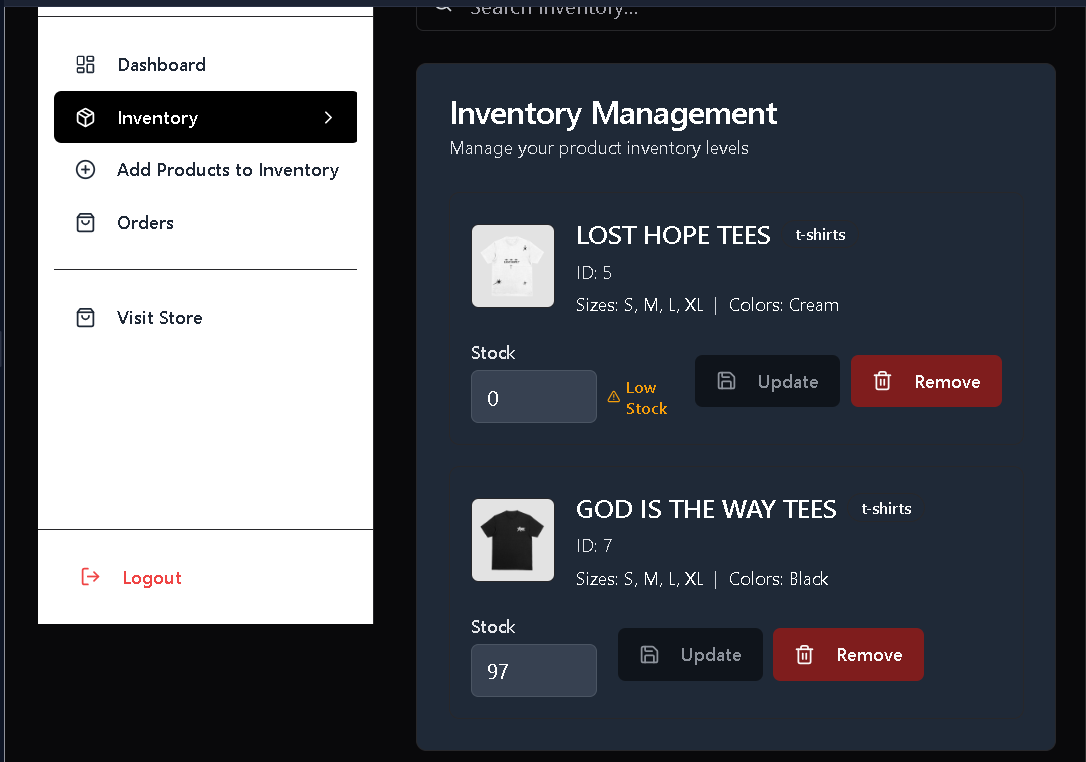 Search inventory...
Dashboard
Inventory
Add Products to Inventory
Orders
Visit Store
Logout
Inventory Management
Manage your product inventory levels
LOST HOPE TEES t-shirts
ID: 5
Sizes: S, M, L, XL | Colors: Cream
Stock
0
Low
Stock
Update
Remove
GOD IS THE WAY TEES t-shirts
ID: 7
Sizes: S, M, L, XL | Colors: Black
Stock
97
Update
Remove